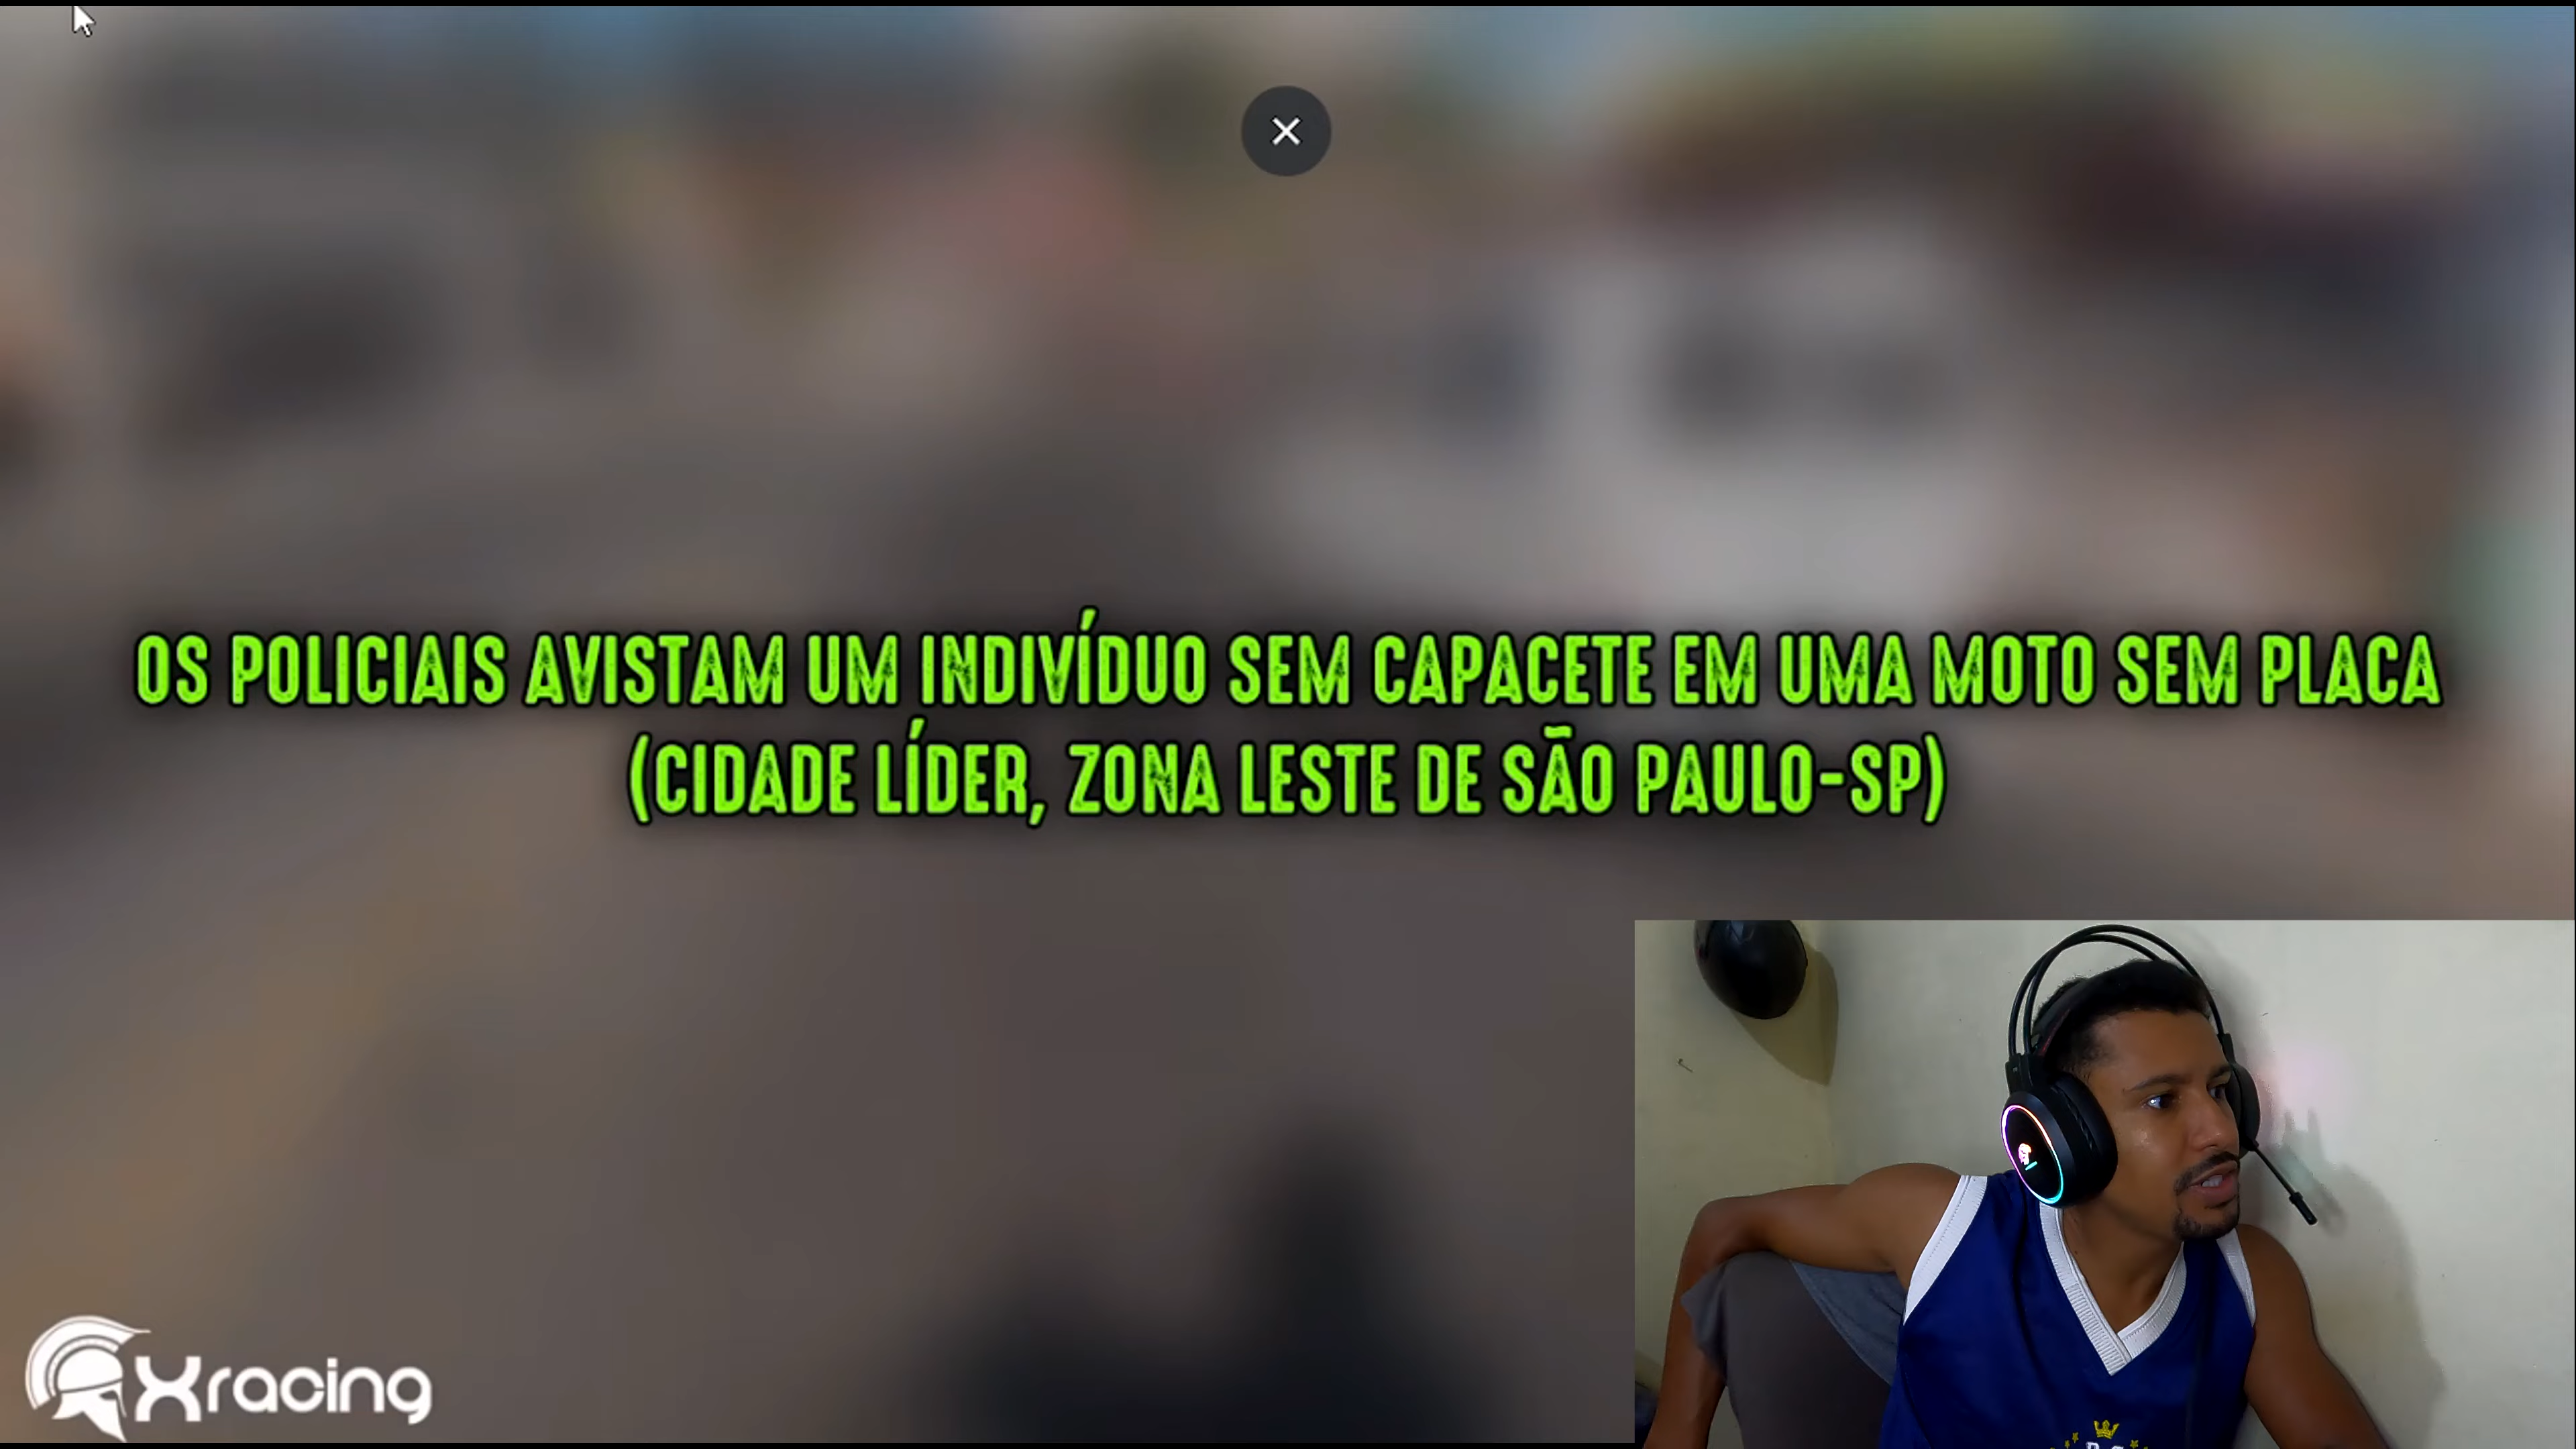 OS POLICIAIS AVISTAM UM INDIVÍDUO SEM CAPACETE EM UMA MOTO SEM PLACA
(CIDADE LÍDER, ZONA LESTE DE SÃO PAULO-SP)
Xracing